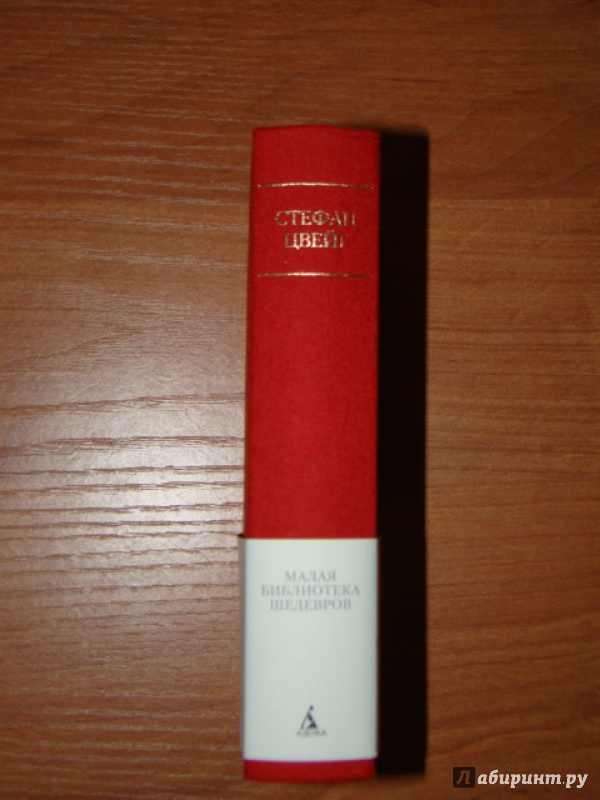 СТЕФАН
ЦВЕЙГ
МАЛАЯ
БИБЛИОТЕКА
ШЕДЕВРОВ
АЗБУКА
Лабиринт.ру